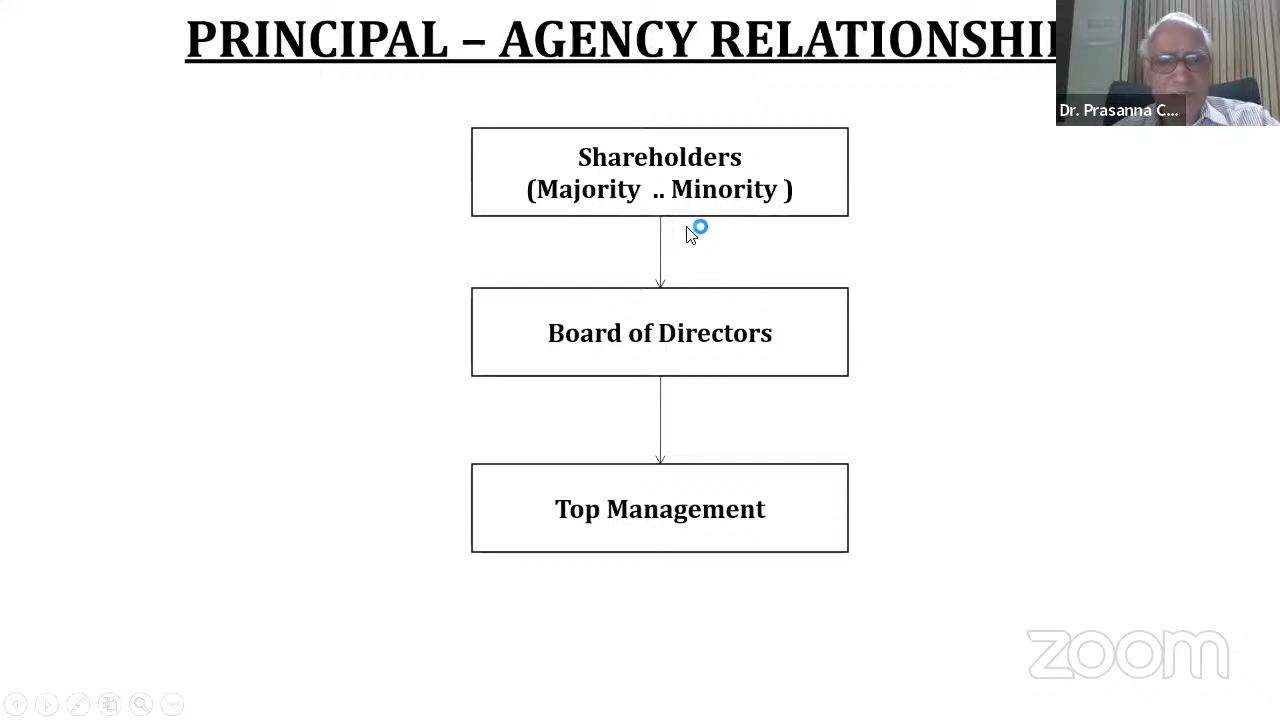 PRINCIPAL – AGENCY RELATIONSHI
Dr. Prasanna C...
Shareholders
(Majority .. Minority )
Board of Directors
Top Management
zoom